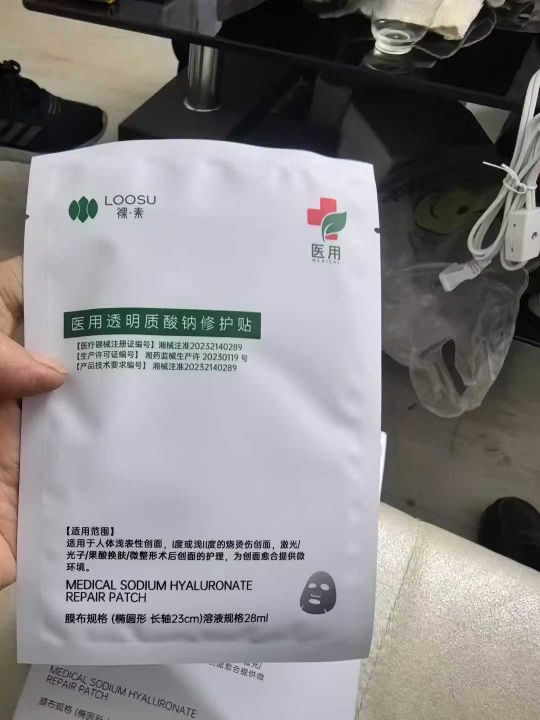 LOOSU
裸·素
医用
MEDICAL
医用透明质酸钠修护贴
【医疗器械注册证编号】湘械注准20232140289
【生产许可证编号】 湘药监械生产许 20230119 号
【产品技术要求编号】 湘械注准20232140289
【适用范围】
适用于人体浅表性创面，I度或浅II度的烧烫伤创面，激光/
光子/果酸换肤/微整形术后创面的护理，为创面愈合提供微
环境。
MEDICAL SODIUM HYALURONATE
REPAIR PATCH
膜布规格 (椭圆形 长轴23cm)溶液规格28ml
MEDICAL SODIUM HYALURONATE
REPAIR PATCH
膜布规格 (椭圆形